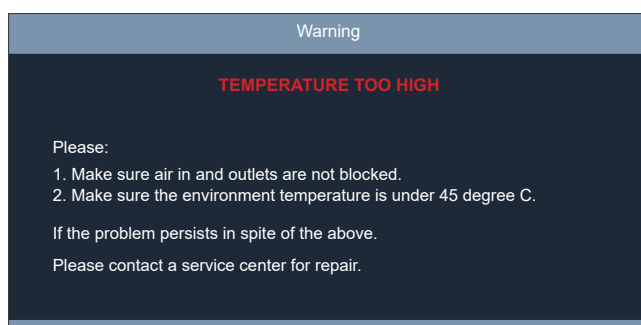 Warning
TEMPERATURE TOO HIGH
Please:
1. Make sure air in and outlets are not blocked.
2. Make sure the environment temperature is under 45 degree C.
If the problem persists in spite of the above.
Please contact a service center for repair.